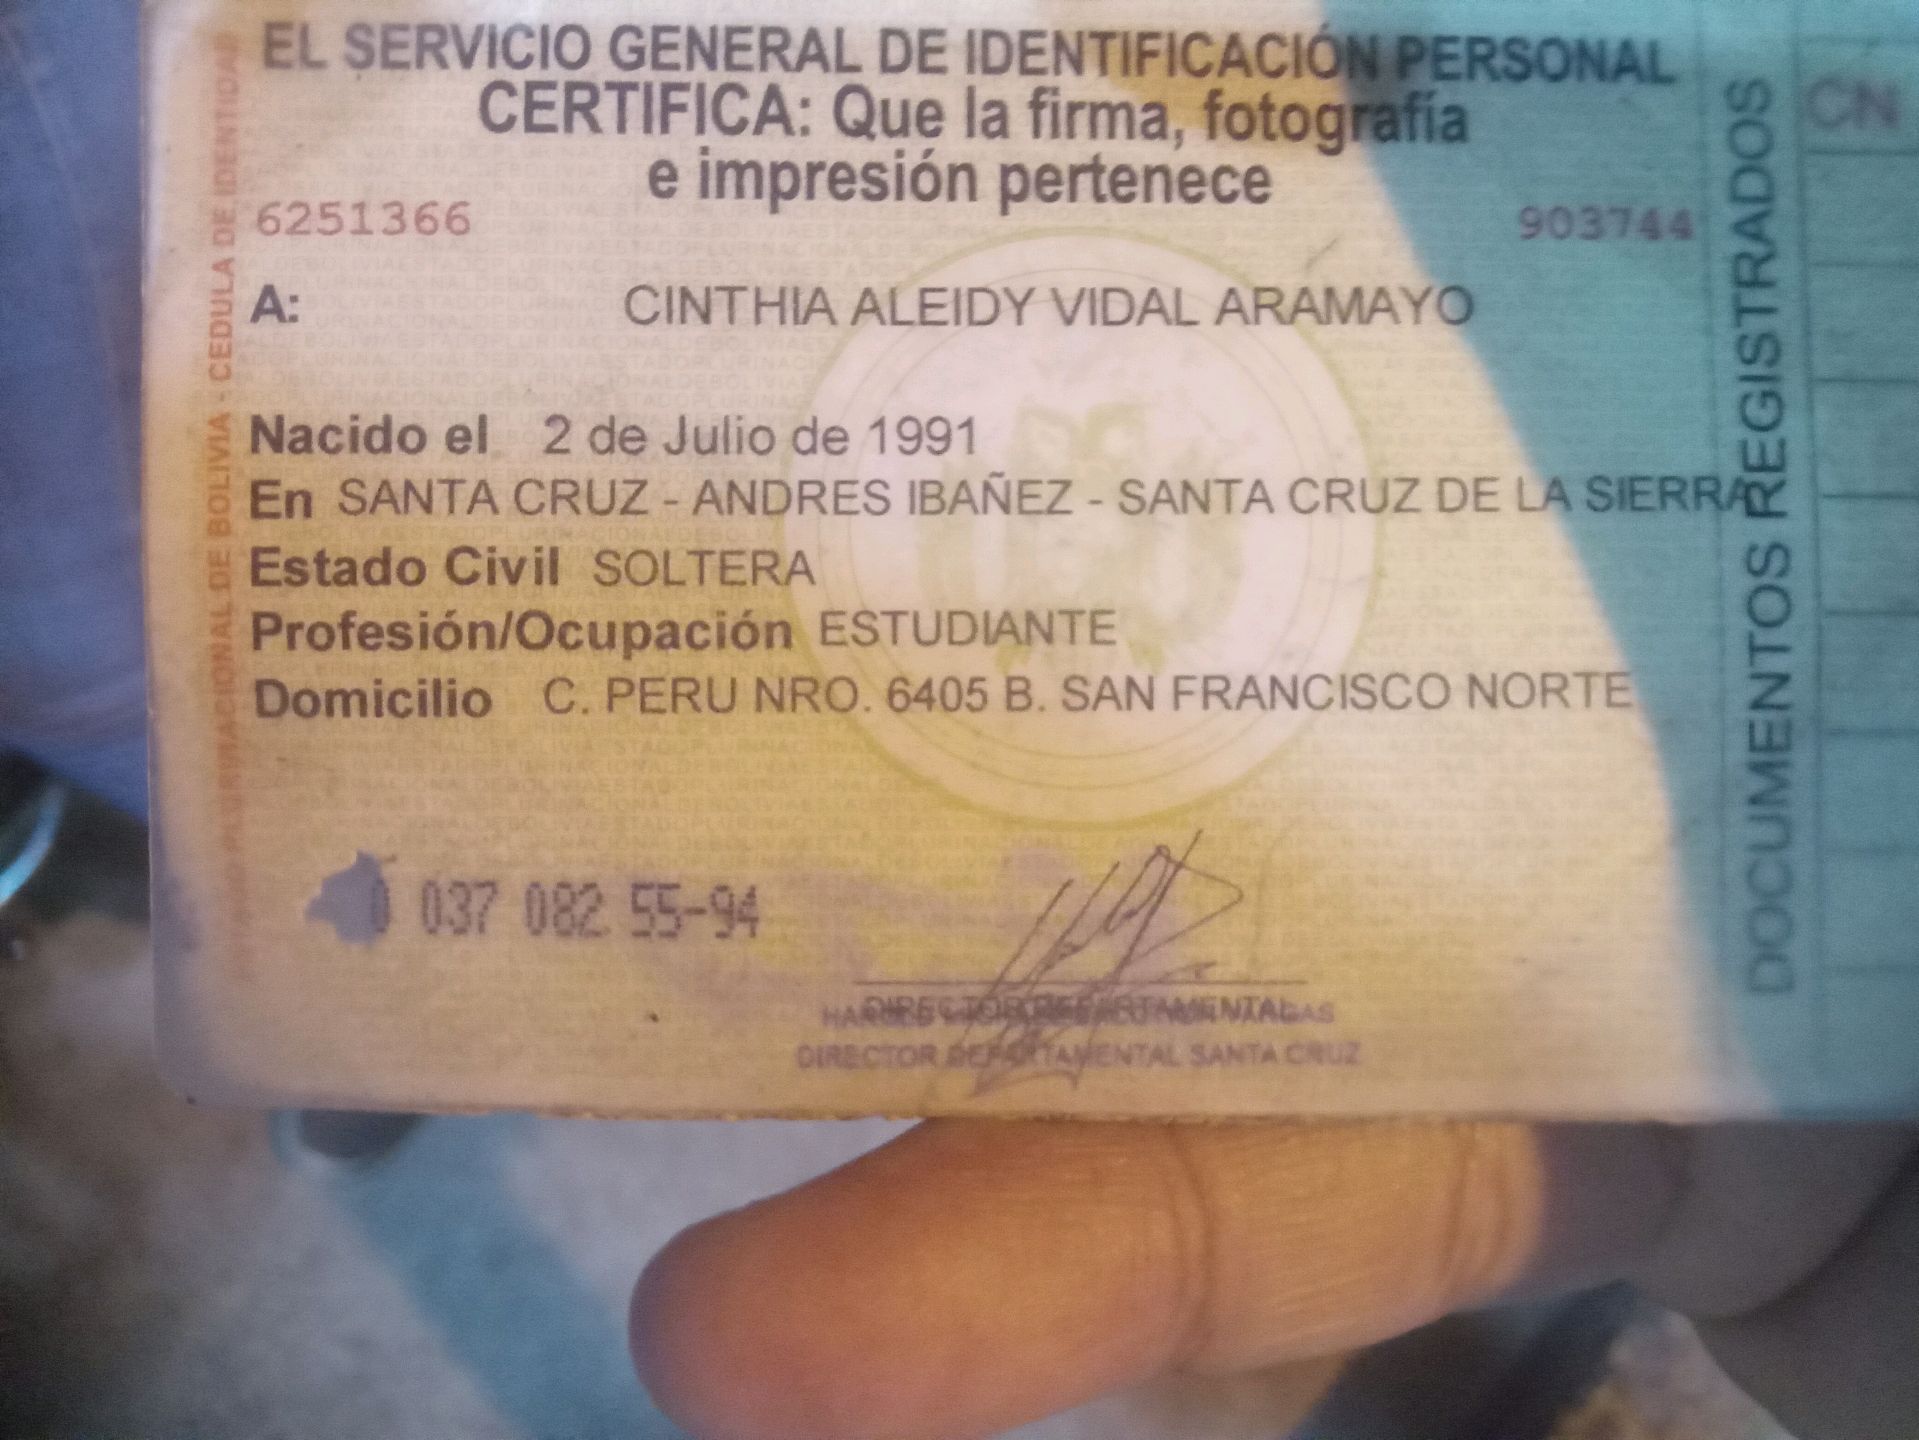 EL SERVICIO GENERAL DE IDENTIFICACIÓN PERSONAL
CERTIFICA: Que la firma, fotografía
e impresión pertenece
6251366 903744
A: CINTHIA ALEIDY VIDAL ARAMAYO
Nacido el 2 de Julio de 1991
En SANTA CRUZ - ANDRES IBAÑEZ - SANTA CRUZ DE LA SIERRA
Estado Civil SOLTERA
Profesión/Ocupación ESTUDIANTE
Domicilio C. PERU NRO. 6405 B. SAN FRANCISCO NORTE
037 082 55-94
DIRECTOR DEPARTAMENTAL
VARGAS
DIRECTOR DEPARTAMENTAL SANTA CRUZ
PLURINACIONAL DE BOLIVIA - CEDULA DE IDENTIDAD
DOCUMENTOS REGISTRADOS
CN